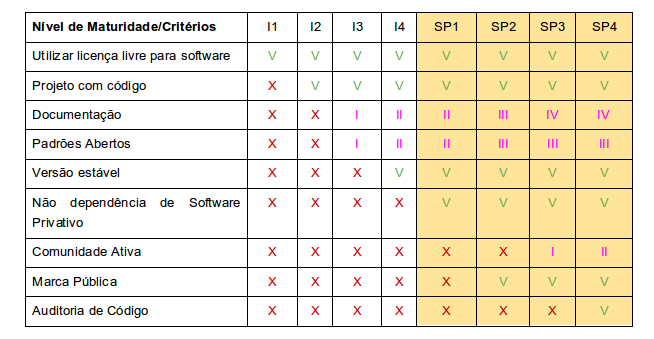 Nível de Maturidade/Critérios I1 I2 I3 I4 SP1 SP2 SP3 SP4
Utilizar licença livre para software V V V V V V V V
Projeto com código X V V V V V V V
Documentação X X I II II III IV IV
Padrões Abertos X X I II II III III III
Versão estável X X X V V V V V
Não dependência de Software X X X X V V V V
Privativo
Comunidade Ativa X X X X X X I II
Marca Pública X X X X X V V V
Auditoria de Código X X X X X X X V